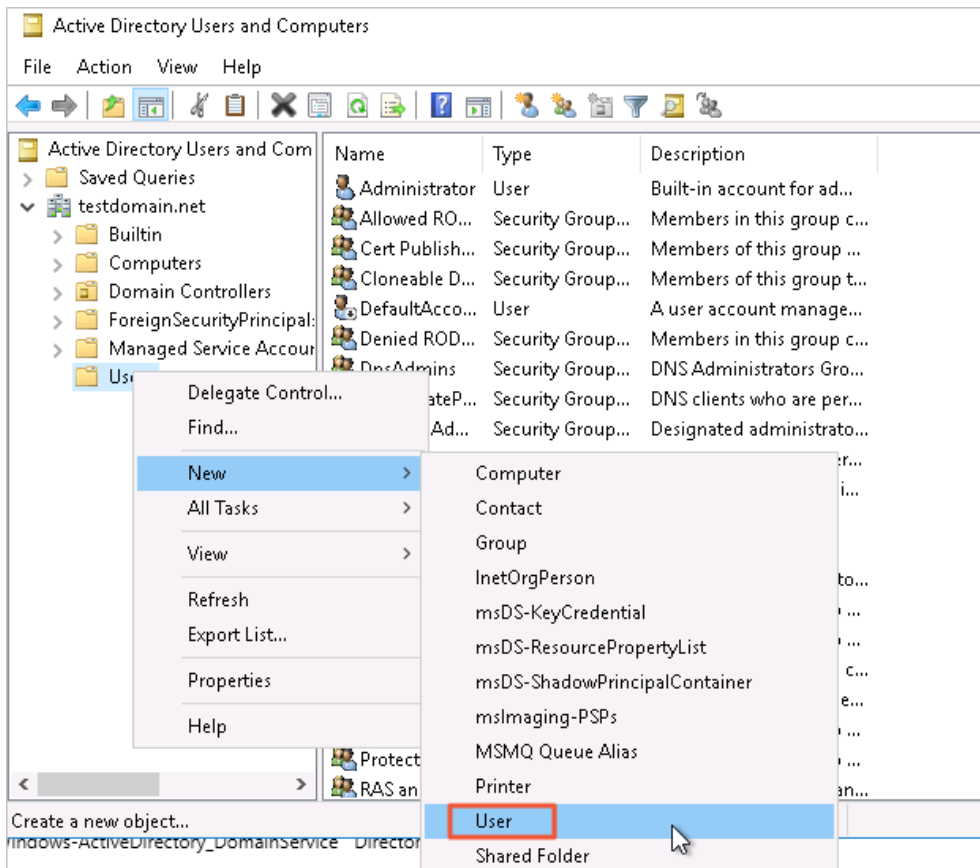 Active Directory Users and Computers
File Action View Help
Active Directory Users and Com
Saved Queries
testdomain.net
Builtin
Computers
Domain Controllers
ForeignSecurityPrincipal:
Managed Service Accour
Name Type Description
Administrator User Built-in account for ad...
Allowed RO... Security Group... Members in this group c...
Cert Publish... Security Group... Members of this group ...
Cloneable D... Security Group... Members of this group t...
DefaultAcco... User A user account manage...
Denied ROD... Security Group... Members in this group c...
DnsAdmins Security Group... DNS Administrators Gro...
ateP... Security Group... DNS clients who are per...
Ad... Security Group... Designated administrato...
Delegate Control...
Find...
New
All Tasks
View
Refresh
Export List...
Properties
Help
Computer
Contact
Group
InetOrgPerson
msDS-KeyCredential
msDS-ResourcePropertyList
msDS-ShadowPrincipalContainer
msImaging-PSPs
MSMQ Queue Alias
Printer
User
Shared Folder
Protect
RAS an
Create a new object...
indows-ActiveDirectory_DomainService Director